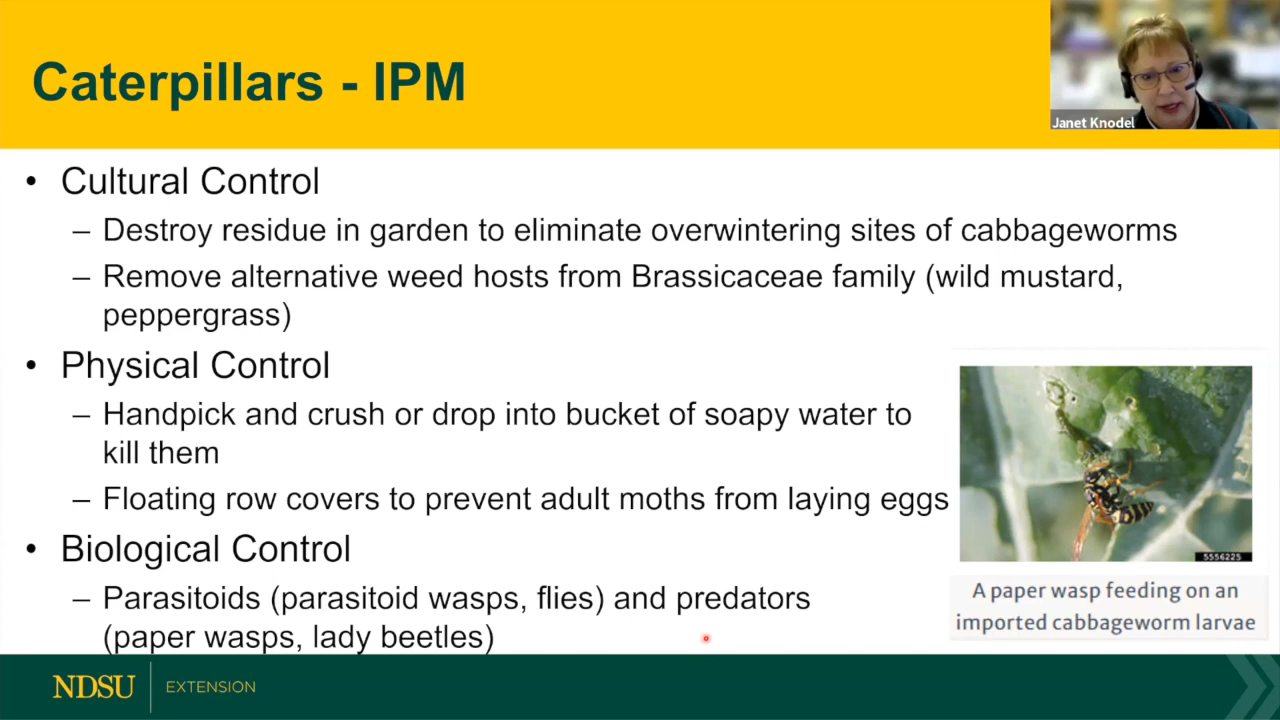 Caterpillars - IPM
Janet Knodel
• Cultural Control
– Destroy residue in garden to eliminate overwintering sites of cabbageworms
– Remove alternative weed hosts from Brassicaceae family (wild mustard,
peppergrass)
• Physical Control
– Handpick and crush or drop into bucket of soapy water to
kill them
– Floating row covers to prevent adult moths from laying eggs
• Biological Control
– Parasitoids (parasitoid wasps, flies) and predators
(paper wasps, lady beetles)
5556225
A paper wasp feeding on an
imported cabbageworm larvae
NDSU
EXTENSION